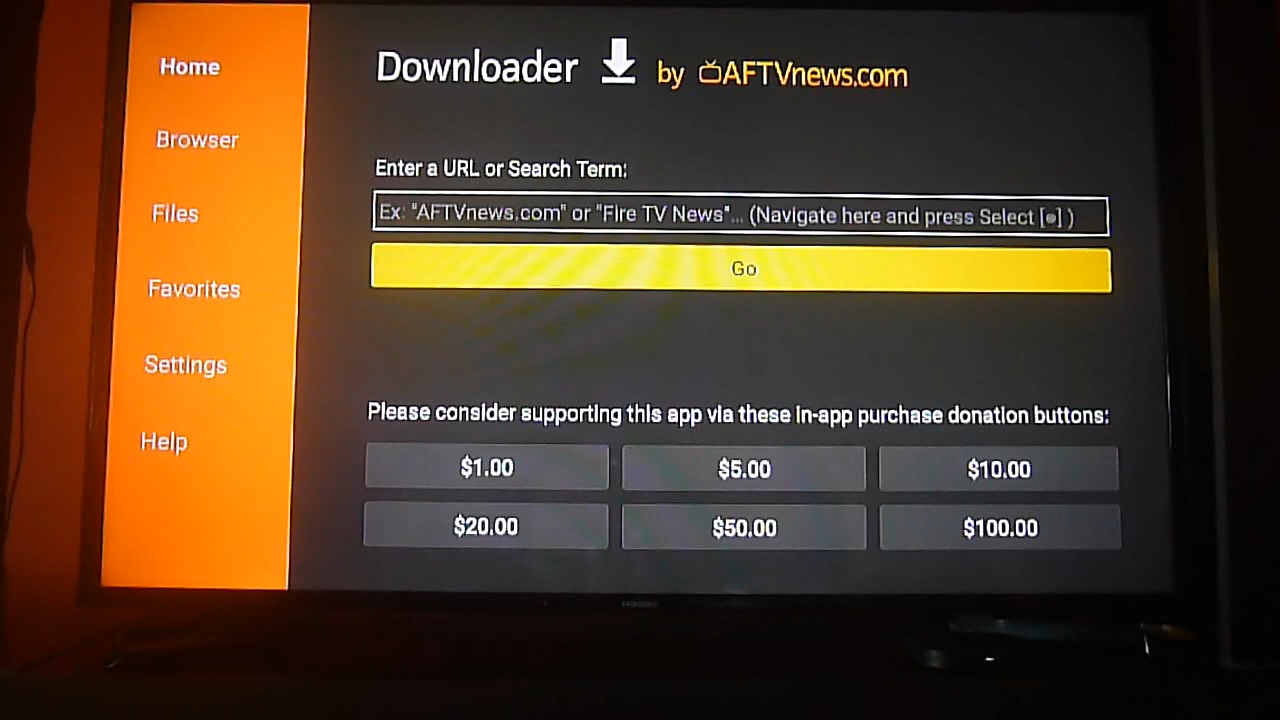 Home
Browser
Files
Favorites
Settings
Help
Downloader by AFTVnews.com
Enter a URL or Search Term:
Ex: "AFTVnews.com" or "Fire TV News"... (Navigate here and press Select [●] )
Go
Please consider supporting this app via these in-app purchase donation buttons:
$1.00 $5.00 $10.00
$20.00 $50.00 $100.00